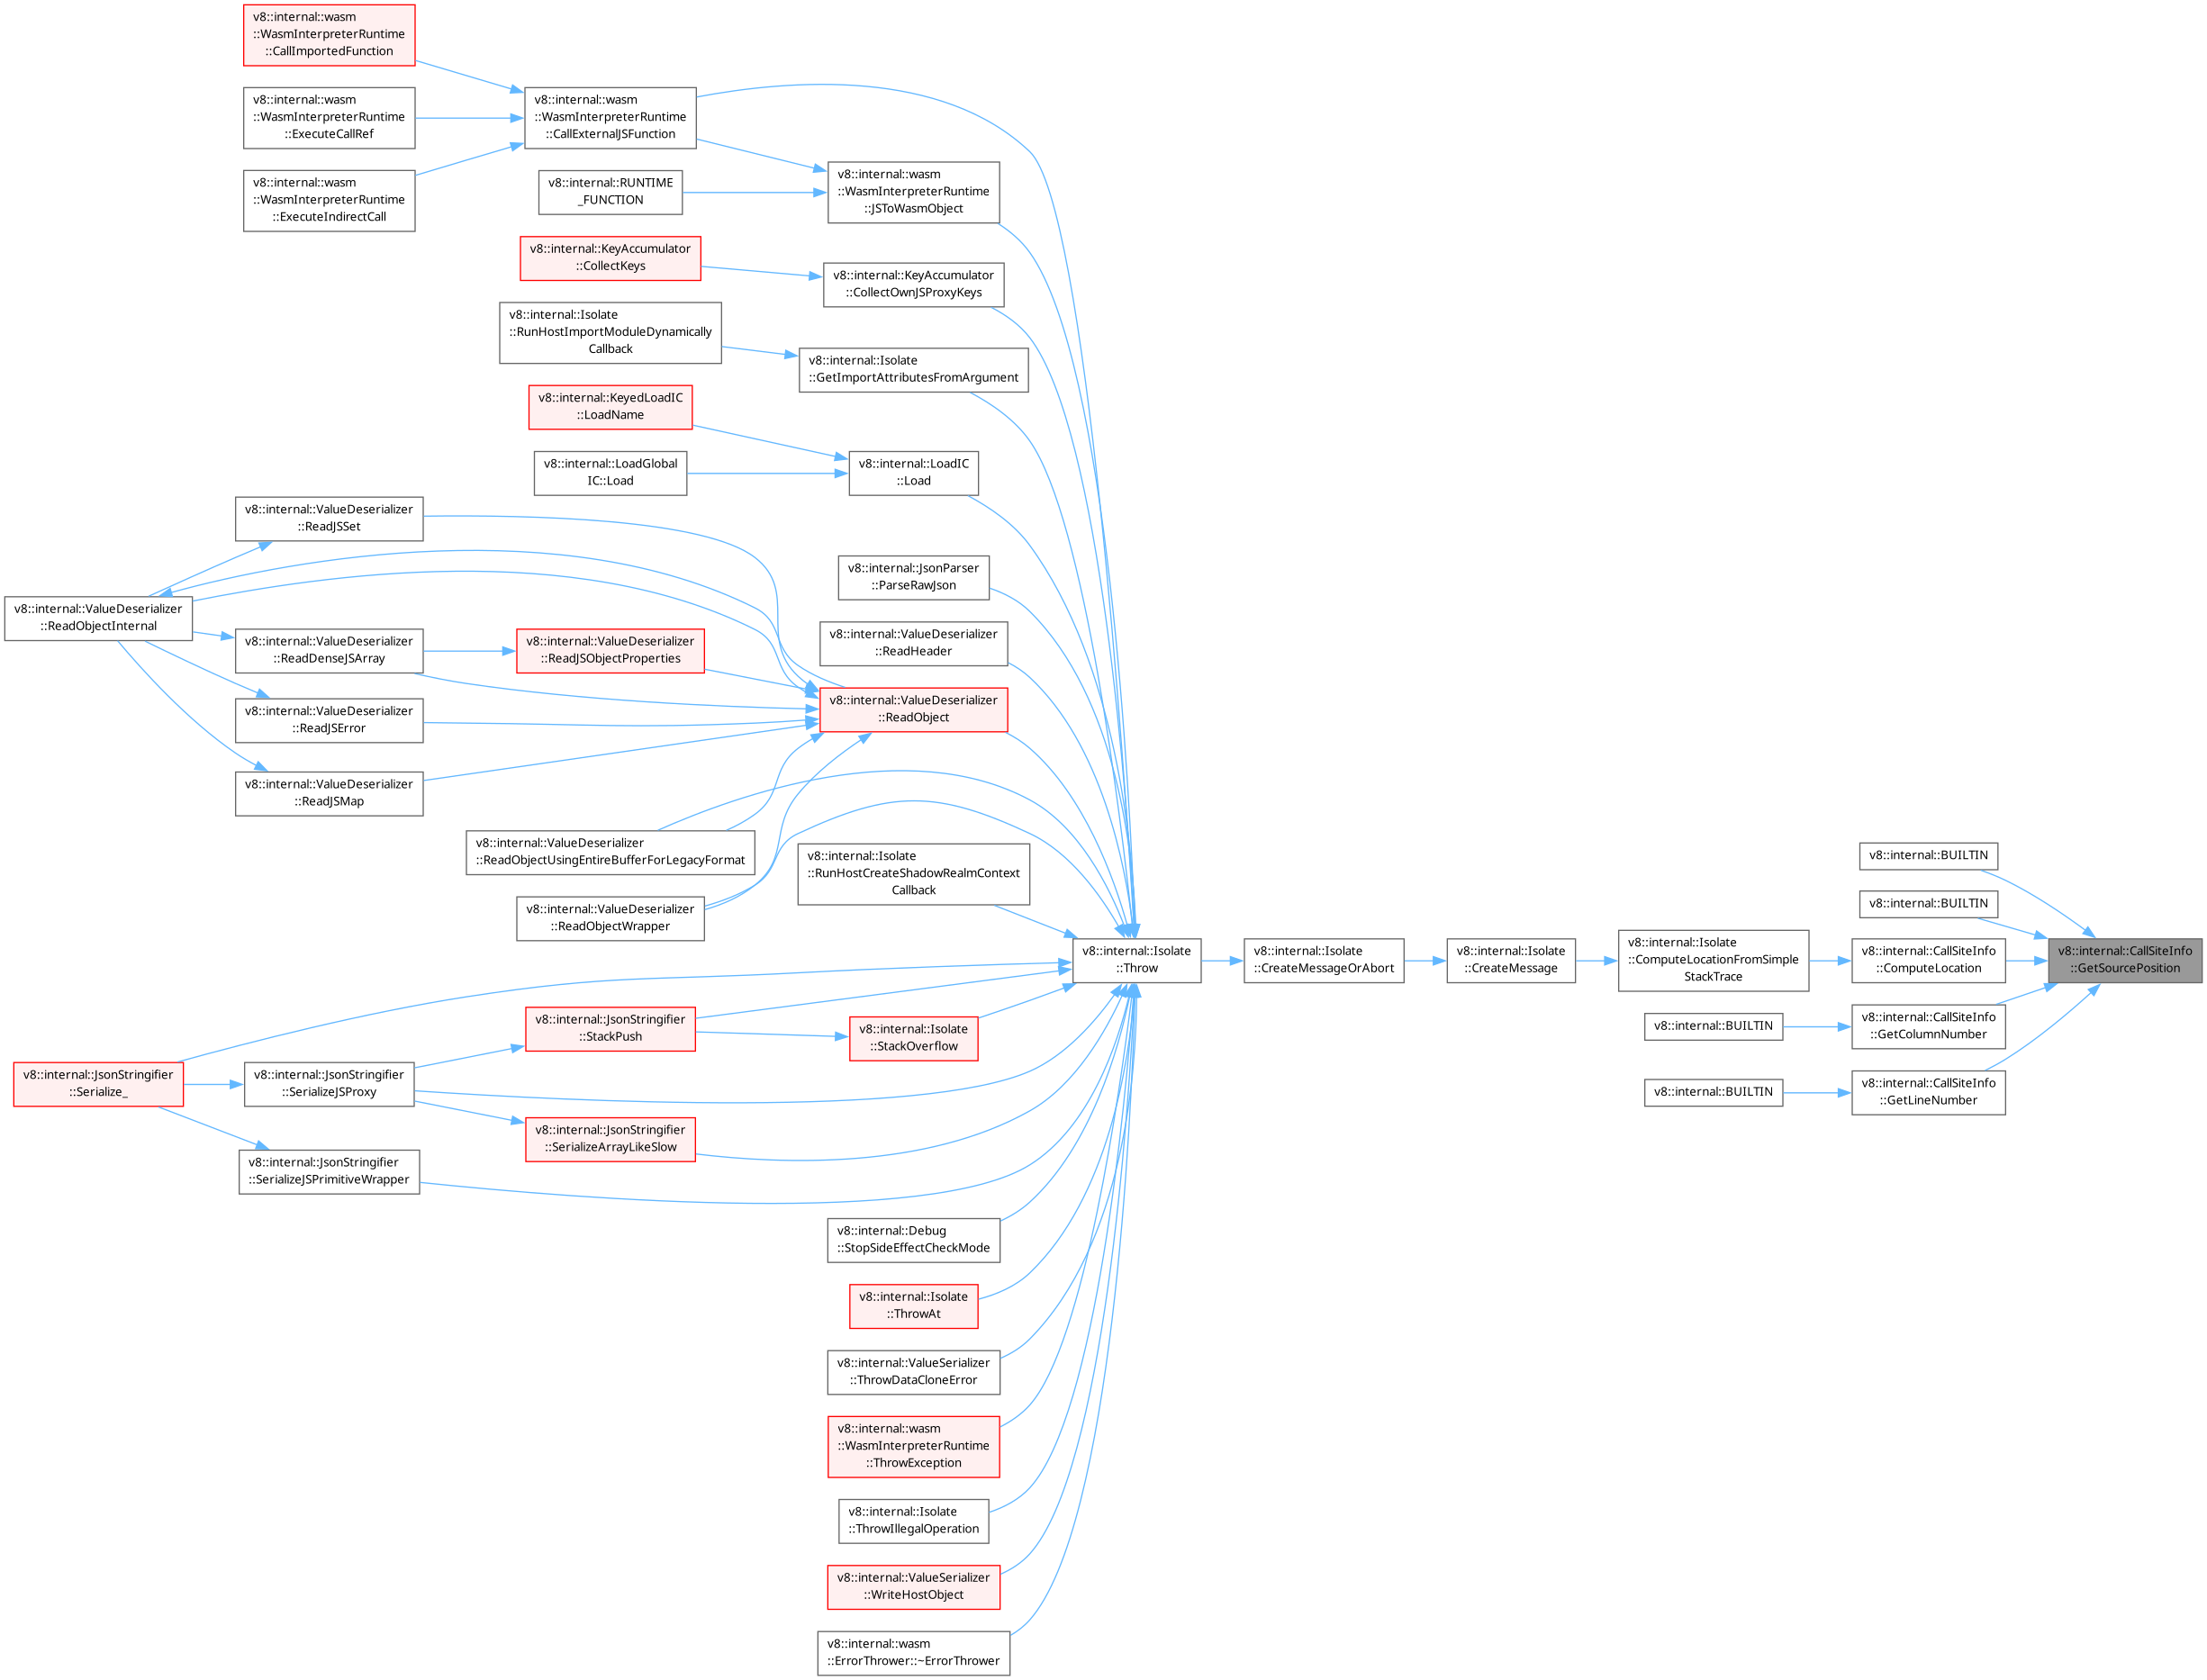 v8::internal::wasm
::WasmInterpreterRuntime
::CallImportedFunction
v8::internal::wasm
::WasmInterpreterRuntime
::ExecuteCallRef
v8::internal::wasm
::WasmInterpreterRuntime
::ExecuteIndirectCall
v8::internal::wasm
::WasmInterpreterRuntime
::CallExternalJSFunction
v8::internal::RUNTIME
_FUNCTION
v8::internal::wasm
::WasmInterpreterRuntime
::JSToWasmObject
v8::internal::KeyAccumulator
::CollectKeys
v8::internal::KeyAccumulator
::CollectOwnJSProxyKeys
v8::internal::Isolate
::RunHostImportModuleDynamically
Callback
v8::internal::Isolate
::GetImportAttributesFromArgument
v8::internal::KeyedLoadIC
::LoadName
v8::internal::LoadGlobal
IC::Load
v8::internal::LoadIC
::Load
v8::internal::ValueDeserializer
::ReadJSSet
v8::internal::JsonParser
::ParseRawJson
v8::internal::ValueDeserializer
::ReadObjectInternal
v8::internal::ValueDeserializer
::ReadDenseJSArray
v8::internal::ValueDeserializer
::ReadJSObjectProperties
v8::internal::ValueDeserializer
::ReadHeader
v8::internal::ValueDeserializer
::ReadJSError
v8::internal::ValueDeserializer
::ReadObject
v8::internal::ValueDeserializer
::ReadJSMap
v8::internal::ValueDeserializer
::ReadObjectUsingEntireBufferForLegacyFormat
v8::internal::Isolate
::RunHostCreateShadowRealmContext
Callback
v8::internal::ValueDeserializer
::ReadObjectWrapper
v8::internal::Isolate
::Throw
v8::internal::Isolate
::CreateMessageOrAbort
v8::internal::Isolate
::CreateMessage
v8::internal::Isolate
::ComputeLocationFromSimple
StackTrace
v8::internal::BUILTIN
v8::internal::BUILTIN
v8::internal::CallSiteInfo
::ComputeLocation
v8::internal::CallSiteInfo
::GetSourcePosition
v8::internal::BUILTIN
v8::internal::CallSiteInfo
::GetColumnNumber
v8::internal::BUILTIN
v8::internal::CallSiteInfo
::GetLineNumber
v8::internal::JsonStringifier
::StackPush
v8::internal::Isolate
::StackOverflow
v8::internal::JsonStringifier
::Serialize_
v8::internal::JsonStringifier
::SerializeJSProxy
v8::internal::JsonStringifier
::SerializeArrayLikeSlow
v8::internal::JsonStringifier
::SerializeJSPrimitiveWrapper
v8::internal::Debug
::StopSideEffectCheckMode
v8::internal::Isolate
::ThrowAt
v8::internal::ValueSerializer
::ThrowDataCloneError
v8::internal::wasm
::WasmInterpreterRuntime
::ThrowException
v8::internal::Isolate
::ThrowIllegalOperation
v8::internal::ValueSerializer
::WriteHostObject
v8::internal::wasm
::ErrorThrower::~ErrorThrower